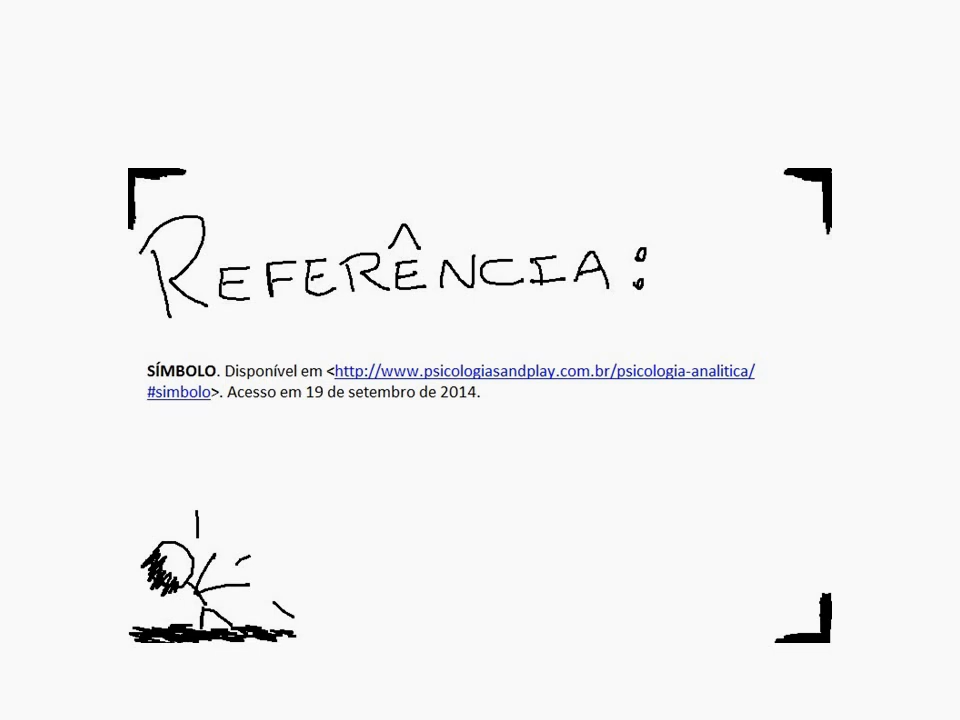 REFERÊNCIA:
SÍMBOLO. Disponível em <http://www.psicologiasandplay.com.br/psicologia-analitica/
#simbolo>. Acesso em 19 de setembro de 2014.